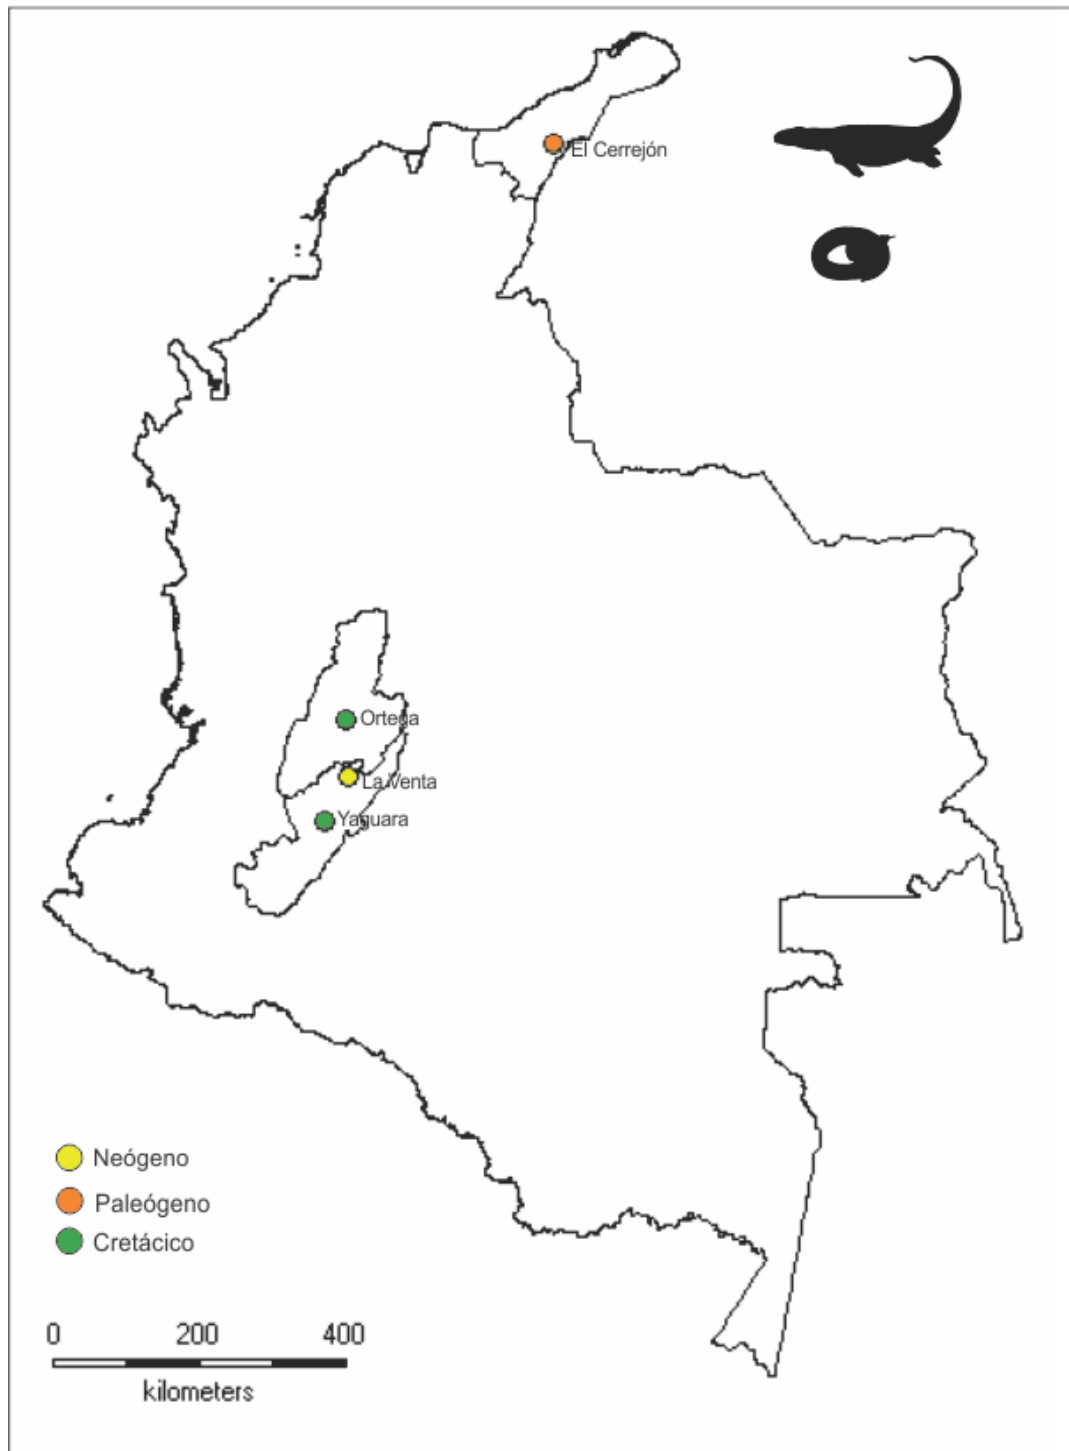 El Cerrejón
Ortega
La Venta
Yaguara
Neógeno
Paleógeno
Cretácico
0 200 400
kilometers